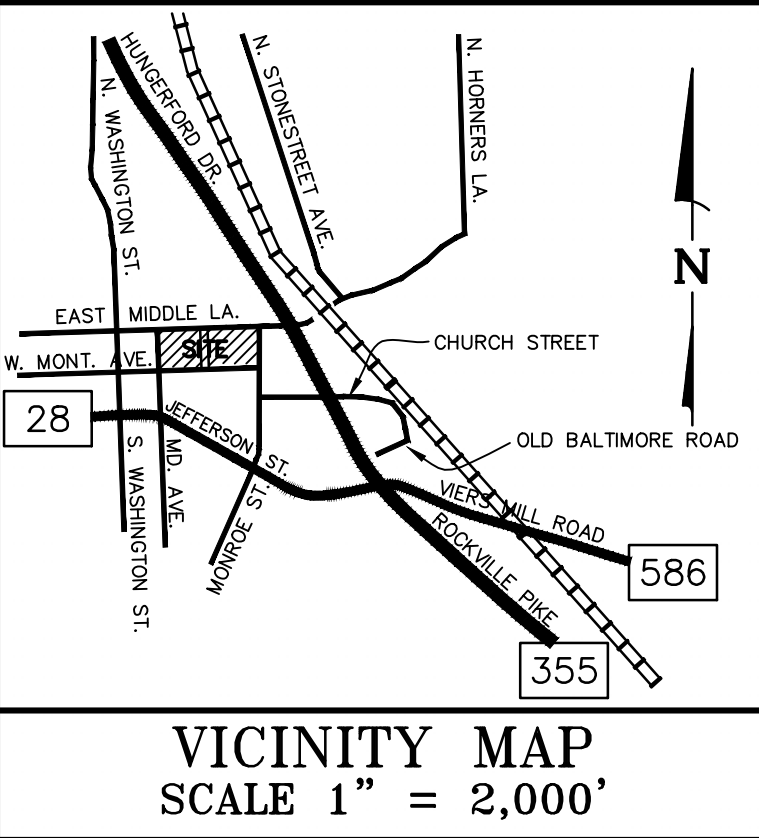 HUNGERFORD DR.
N. WASHINGTON ST.
N. STONESTREET AVE.
N. HORNERS LA.
N
EAST MIDDLE LA.
SITE
W. MONT. AVE.
CHURCH STREET
28
JEFFERSON ST.
OLD BALTIMORE ROAD
S. WASHINGTON ST.
MD. AVE.
MONROE ST.
VIERS MILL ROAD
ROCKVILLE PIKE
586
355
VICINITY MAP
SCALE 1" = 2,000'